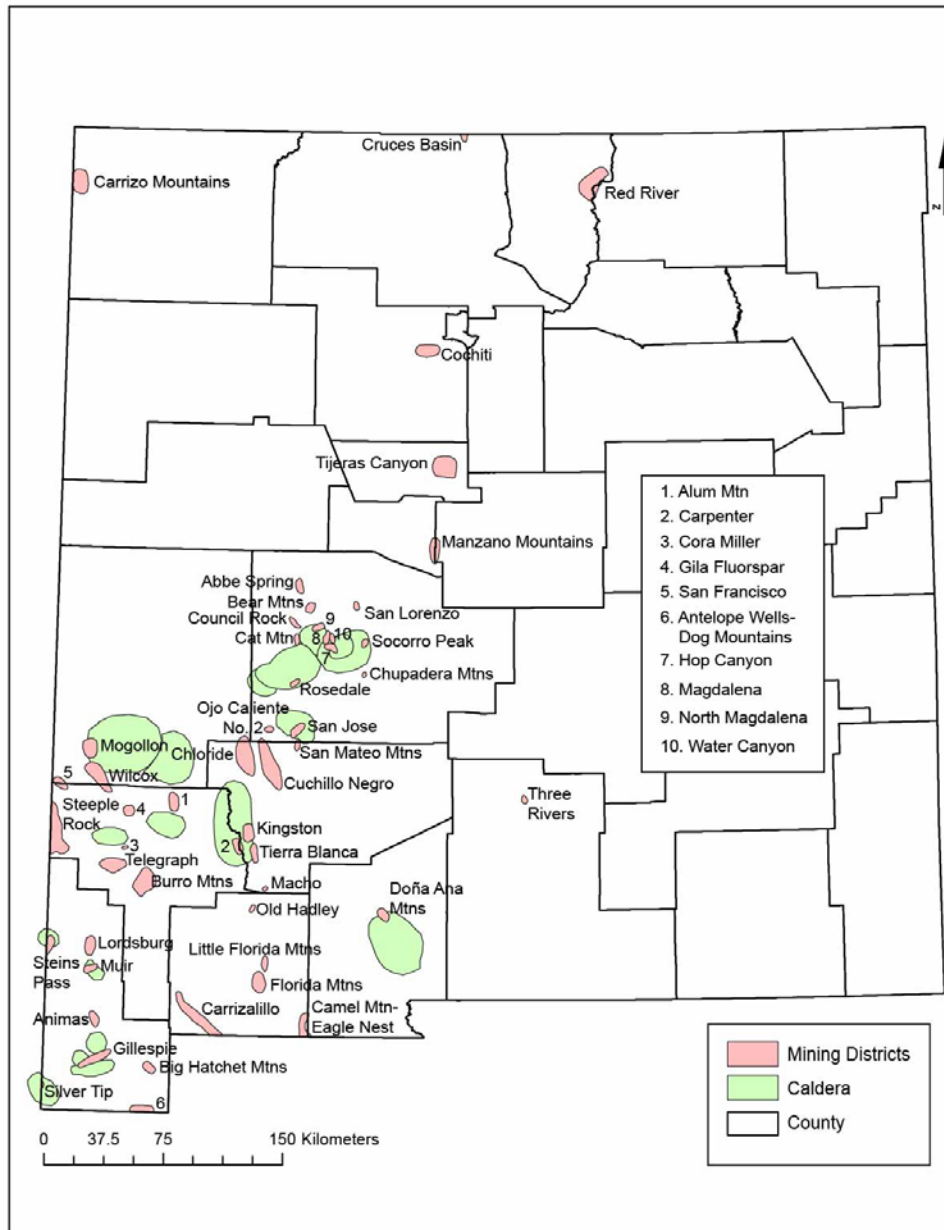 Cruces Basin
Carrizo Mountains
Red River
N
Cochiti
Tijeras Canyon
Manzano Mountains
1. Alum Mtn
2. Carpenter
3. Cora Miller
4. Gila Fluorspar
5. San Francisco
6. Antelope Wells-
Dog Mountains
7. Hop Canyon
8. Magdalena
9. North Magdalena
10. Water Canyon
Abbe Spring
Bear Mtns
San Lorenzo
Council Rock
9
Cat Mtn
8
10
Socorro Peak
7
Chupadera Mtns
Rosedale
Ojo Caliente
No. 2
San Jose
Mogollon
Chloride
San Mateo Mtns
Wilcox
Cuchillo Negro
5
Steeple
Rock
4
1
Three
Rivers
Kingston
3
2
Tierra Blanca
Telegraph
Burro Mtns
Macho
Doña Ana
Mtns
Old Hadley
Lordsburg
Little Florida Mtns
Steins
Pass
Muir
Florida Mtns
Animas
Carrizalillo
Camel Mtn-
Eagle Nest
Gillespie
Big Hatchet Mtns
Silver Tip
6
0 37.5 75 150 Kilometers
Mining Districts
Caldera
County